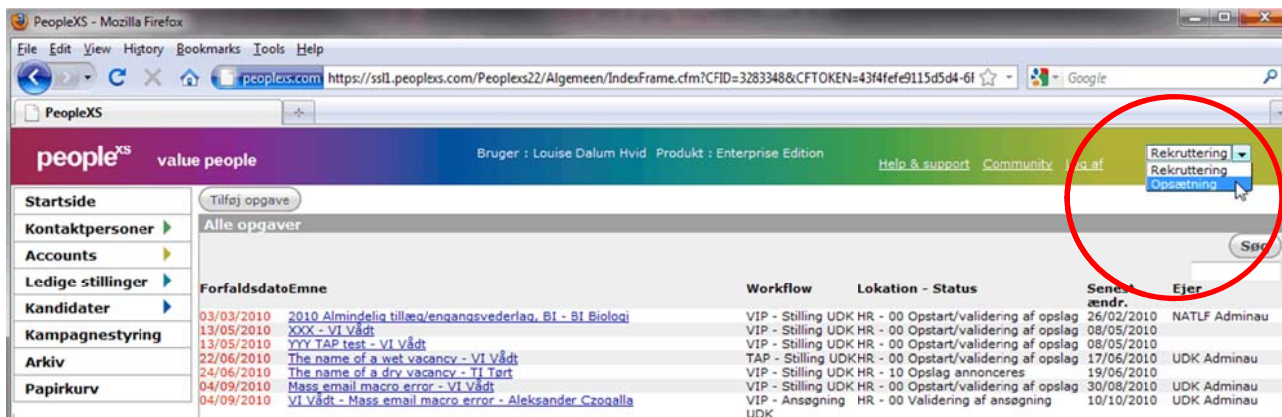 PeopleXS - Mozilla Firefox
File Edit View History Bookmarks Tools Help
peoplexs.com https://ssl1.peoplexs.com/Peoplexs22/Algemeen/IndexFrame.cfm?CFID=3283348&CFTOKEN=43f4fefe9115d5d4-6 Google
PeopleXS
peoplexs value people Bruger : Louise Dalum Hvid Produkt : Enterprise Edition Help & support Community Log af Rekruttering
Rekruttering
Opsætning
Startside Tilføj opgave
Kontaktpersoner Alle opgaver
Accounts Søg
Ledige stillinger ForfaldsdatoEmne Workflow Lokation - Status Senest ændr. Ejer
Kandidater
03/03/2010 2010 Almindelig tillæg/engangsvederlag, BI - BI Biologi VIP - Stilling UDK HR - 00 Opstart/validering af opslag 26/02/2010 NATLF Adminau
13/05/2010 XXX - VI Vådt VIP - Stilling UDK HR - 00 Opstart/validering af opslag 08/05/2010
Kampagnestyring
13/05/2010 YYY TAP test - VI Vådt VIP - Stilling UDK HR - 00 Opstart/validering af opslag 08/05/2010
22/06/2010 The name of a wet vacancy - VI Vådt TAP - Stilling UDK HR - 00 Opstart/validering af opslag 17/06/2010 UDK Adminau
Arkiv
24/06/2010 The name of a dry vacancy - TI Tørt VIP - Stilling UDK HR - 10 Opslag annonceres 19/06/2010
04/09/2010 Mass email macro error - VI Vådt VIP - Stilling UDK HR - 00 Opstart/validering af opslag 30/08/2010 UDK Adminau
Papirkurv
04/09/2010 VI Vådt - Mass email macro error - Aleksander Czogalla VIP - Ansøgning UDK HR - 00 Validering af ansøgning 10/10/2010 UDK Adminau